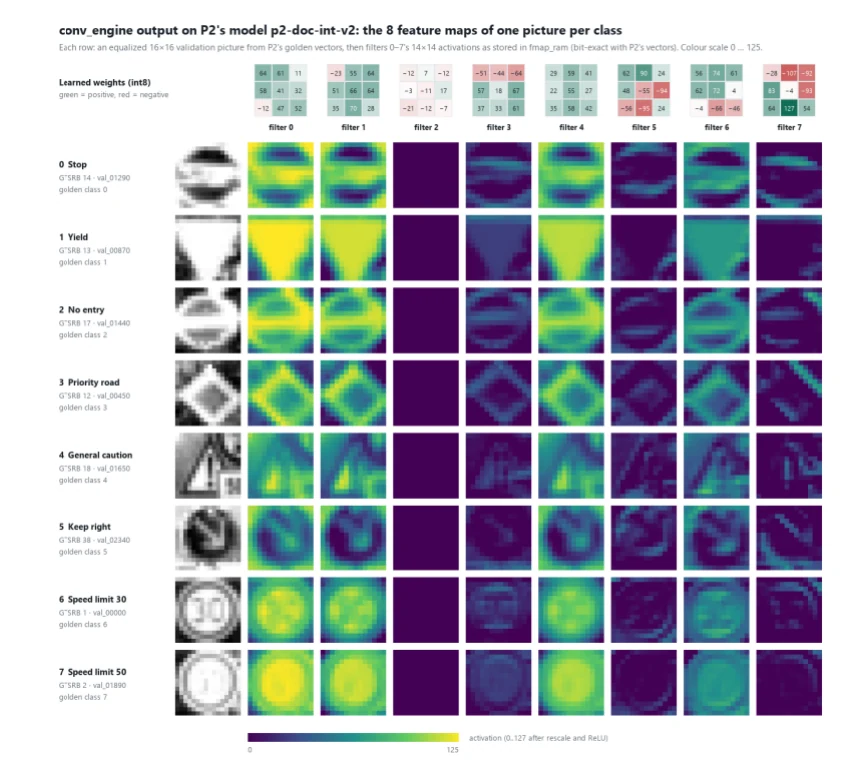 conv_engine output on P2's model p2-doc-int-v2: the 8 feature maps of one picture per class
Each row: an equalized 16×16 validation picture from P2's golden vectors, then filters 0–7's 14×14 activations as stored in fmap_ram (bit-exact with P2's vectors). Colour scale 0 ... 125.
Learned weights (int8)
green = positive, red = negative
64 67 11 −23 55 64 −12 7 −12 −51 −44 −64 29 59 41 62 90 24 56 74 61 −28 −107 −92
58 41 32 51 66 64 −3 −11 17 57 18 67 22 55 27 48 −55 −94 62 72 4 83 −4 −93
−12 47 52 35 70 28 −21 −12 −7 37 33 61 35 58 42 −56 −95 24 −4 −66 −46 64 127 54
filter 0 filter 1 filter 2 filter 3 filter 4 filter 5 filter 6 filter 7
0 Stop
GTSRB 14 · val_01290
golden class 0
1 Yield
GTSRB 13 · val_00870
golden class 1
2 No entry
GTSRB 17 · val_01440
golden class 2
3 Priority road
GTSRB 12 · val_00450
golden class 3
4 General caution
GTSRB 18 · val_01650
golden class 4
5 Keep right
GTSRB 38 · val_02340
golden class 5
6 Speed limit 30
GTSRB 1 · val_00000
golden class 6
7 Speed limit 50
GTSRB 2 · val_01890
golden class 7
activation (0..127 after rescale and ReLU)
0 125